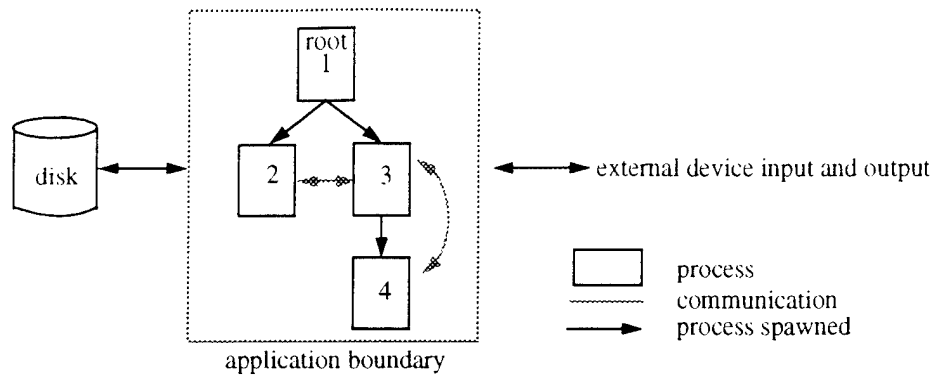 root
1
2
3
4
disk
external device input and output
process
communication
process spawned
application boundary